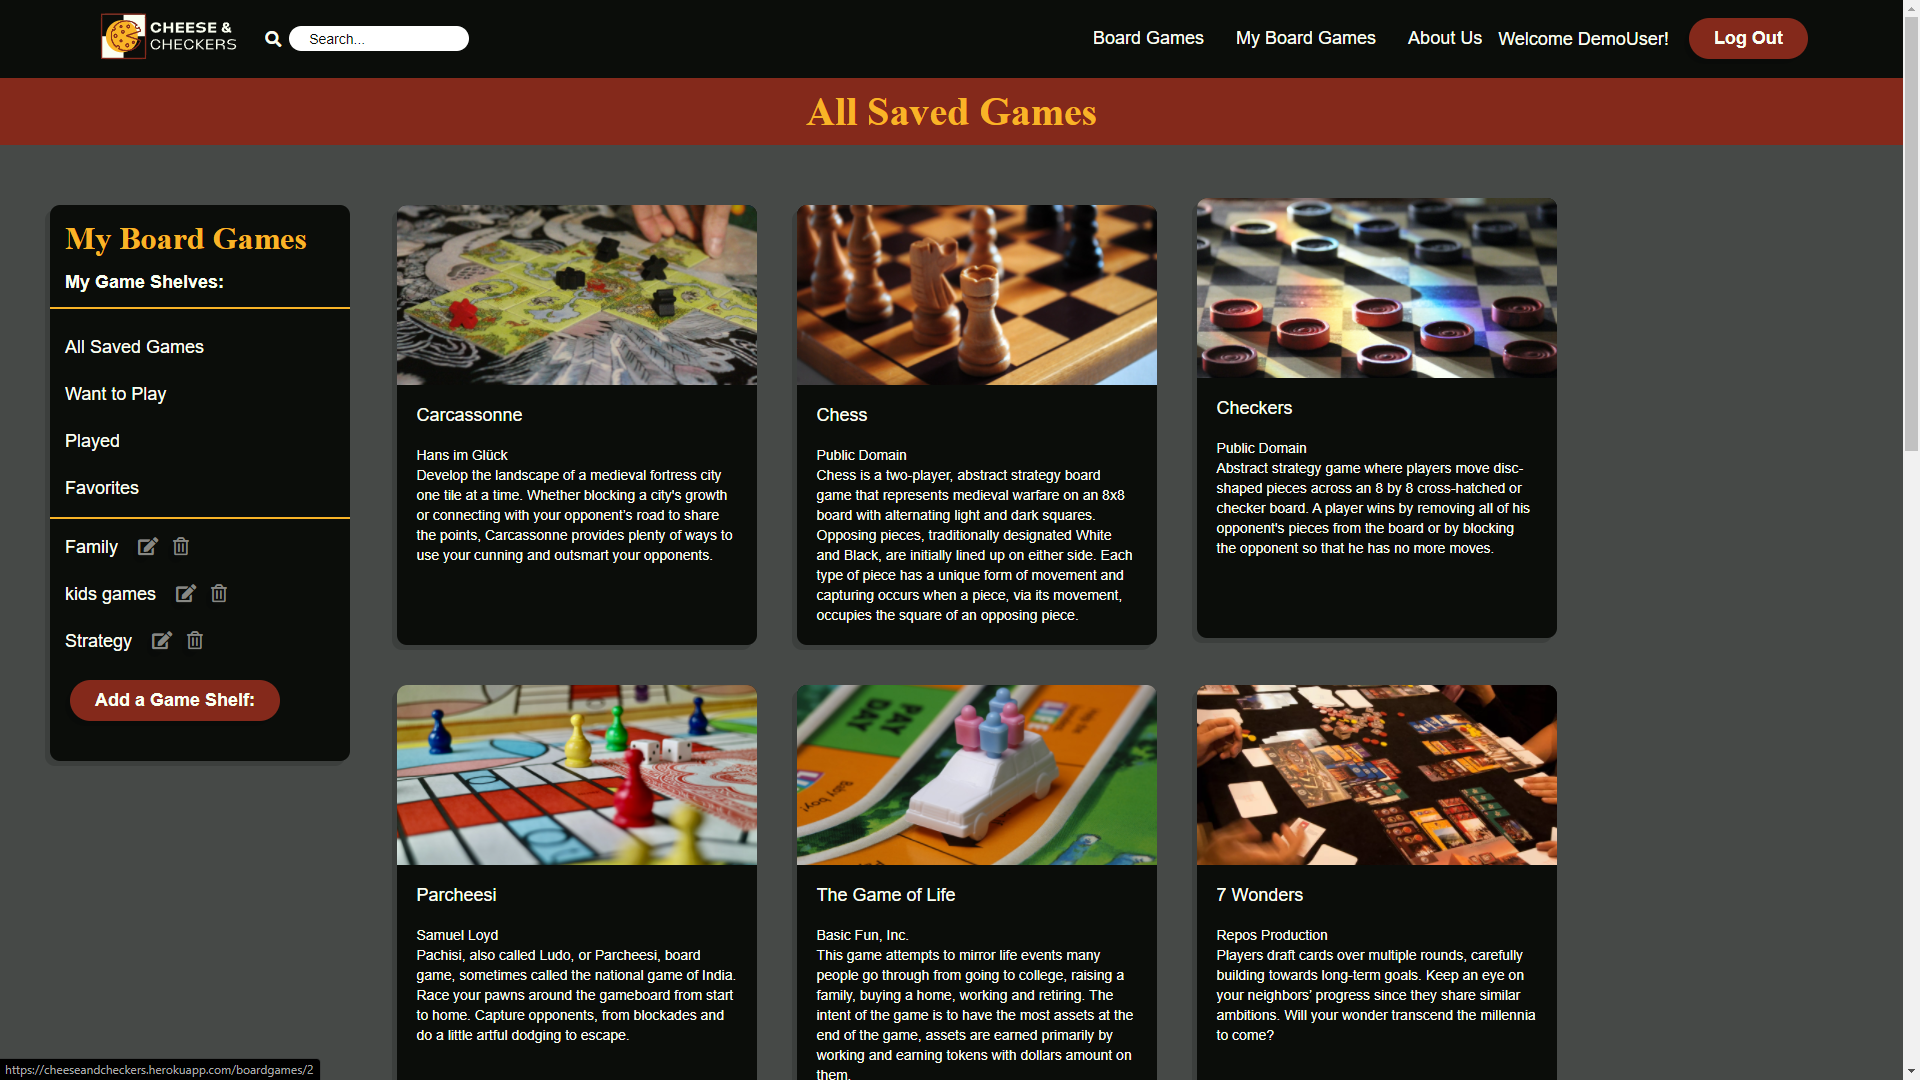 CHEESE &
CHECKERS
Search...
Board Games
My Board Games
About Us
Welcome DemoUser!
Log Out
All Saved Games
My Board Games
My Game Shelves:
All Saved Games
Want to Play
Played
Favorites
Family
kids games
Strategy
Add a Game Shelf:
Carcassonne
Hans im Glück
Develop the landscape of a medieval fortress city
one tile at a time. Whether blocking a city's growth
or connecting with your opponent’s road to share
the points, Carcassonne provides plenty of ways to
use your cunning and outsmart your opponents.
Chess
Public Domain
Chess is a two-player, abstract strategy board
game that represents medieval warfare on an 8x8
board with alternating light and dark squares.
Opposing pieces, traditionally designated White
and Black, are initially lined up on either side. Each
type of piece has a unique form of movement and
capturing occurs when a piece, via its movement,
occupies the square of an opposing piece.
Checkers
Public Domain
Abstract strategy game where players move disc-
shaped pieces across an 8 by 8 cross-hatched or
checker board. A player wins by removing all of his
opponent's pieces from the board or by blocking
the opponent so that he has no more moves.
Parcheesi
Samuel Loyd
Pachisi, also called Ludo, or Parcheesi, board
game, sometimes called the national game of India.
Race your pawns around the gameboard from start
to home. Capture opponents, from blockades and
do a little artful dodging to escape.
PAY
DAY
Baby boy!
The Game of Life
Basic Fun, Inc.
This game attempts to mirror life events many
people go through from going to college, raising a
family, buying a home, working and retiring. The
intent of the game is to have the most assets at the
end of the game, assets are earned primarily by
working and earning tokens with dollars amount on
them.
7 Wonders
Repos Production
Players draft cards over multiple rounds, carefully
building towards long-term goals. Keep an eye on
your neighbors’ progress since they share similar
ambitions. Will your wonder transcend the millennia
to come?
https://cheeseandcheckers.herokuapp.com/boardgames/2